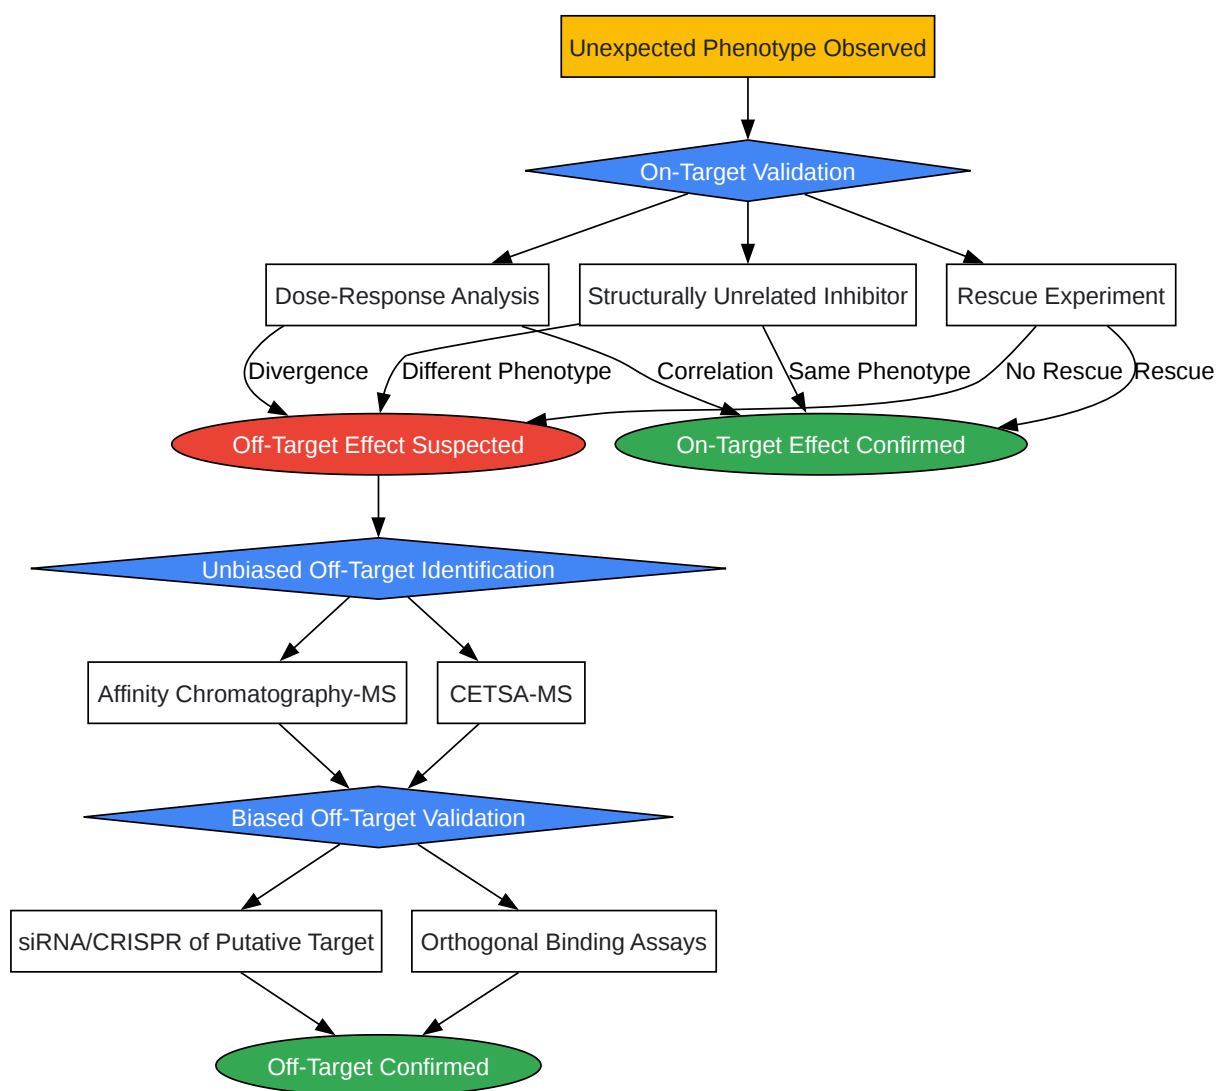 Unexpected Phenotype Observed
On-Target Validation
Dose-Response Analysis
Structurally Unrelated Inhibitor
Rescue Experiment
Divergence
Different Phenotype
Correlation
Same Phenotype
No Rescue
Rescue
Off-Target Effect Suspected
On-Target Effect Confirmed
Unbiased Off-Target Identification
Affinity Chromatography-MS
CETSA-MS
Biased Off-Target Validation
siRNA/CRISPR of Putative Target
Orthogonal Binding Assays
Off-Target Confirmed